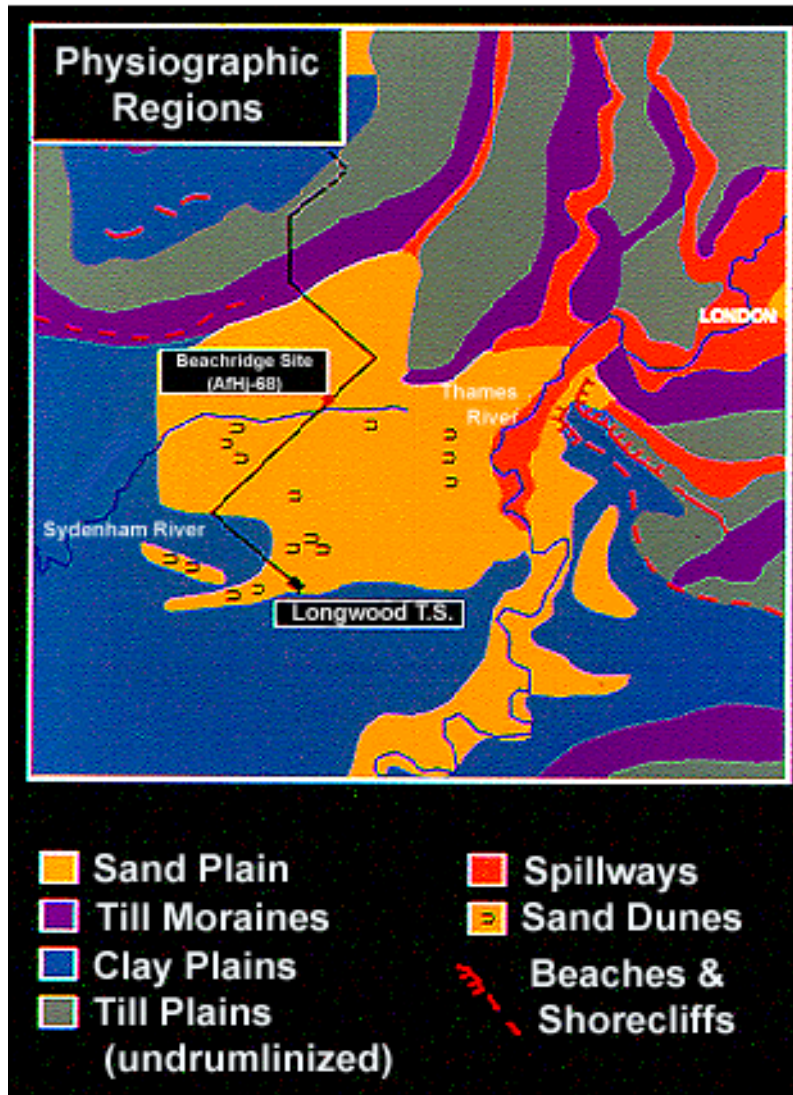 Physiographic
Regions
LONDON
Beachridge Site
(AfHj-68)
Thames
River
Sydenham River
Longwood T.S.
Sand Plain
Till Moraines
Clay Plains
Till Plains
(undrumlinized)
Spillways
Sand Dunes
Beaches &
Shorecliffs